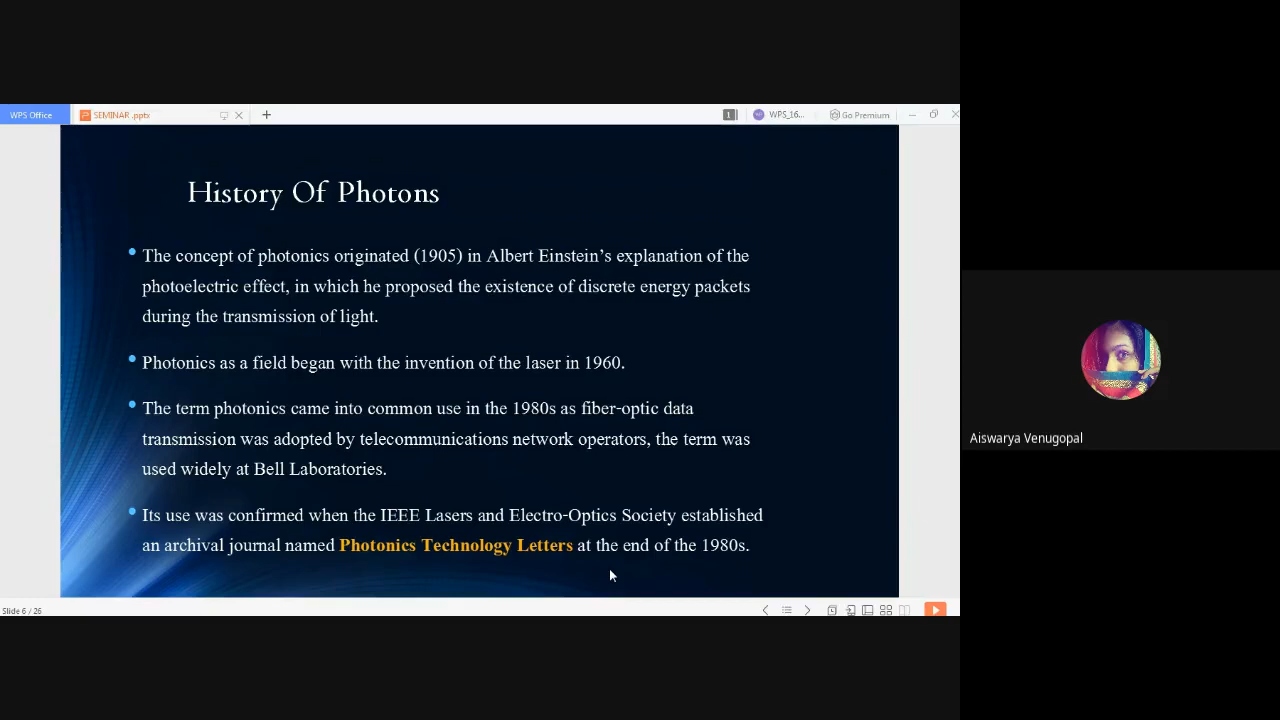 WPS Office
SEMINAR .pptx
1
WPS_16...
Go Premium
History Of Photons
The concept of photonics originated (1905) in Albert Einstein’s explanation of the
photoelectric effect, in which he proposed the existence of discrete energy packets
during the transmission of light.
Photonics as a field began with the invention of the laser in 1960.
The term photonics came into common use in the 1980s as fiber-optic data
transmission was adopted by telecommunications network operators, the term was
used widely at Bell Laboratories.
Its use was confirmed when the IEEE Lasers and Electro-Optics Society established
an archival journal named Photonics Technology Letters at the end of the 1980s.
Aiswarya Venugopal
Slide 6 / 26